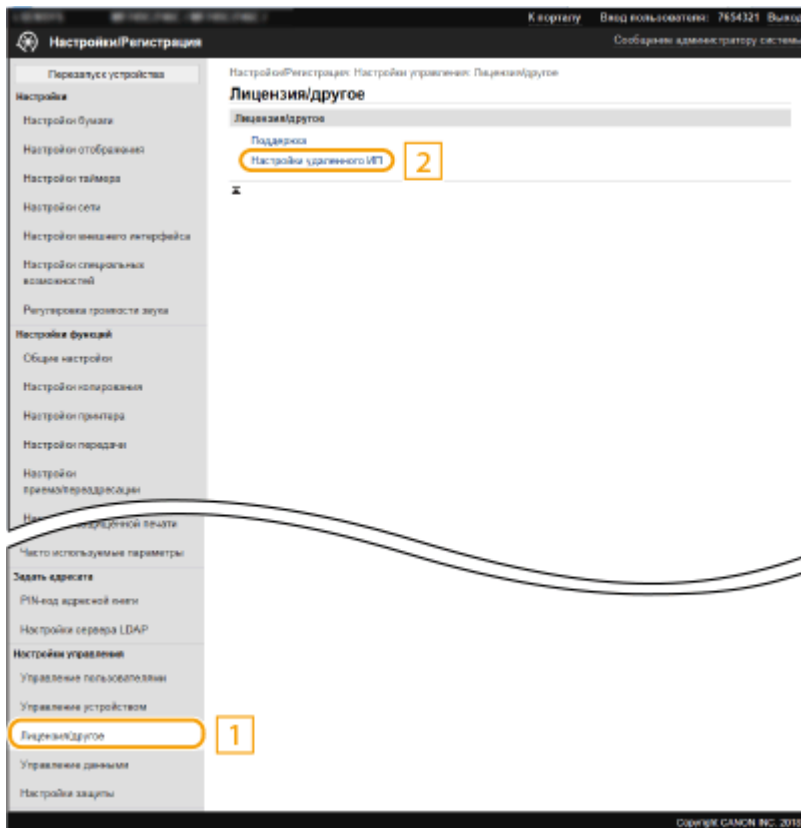 К порталу Вход пользователя: 7654321 Выход
Настройки/Регистрация
Сообщение администратору системы
Перезапуск устройства
Настройки
Настройки бумаги
Настройки отображения
Настройки таймера
Настройки сети
Настройки внешнего интерфейса
Настройки специальных
возможностей
Регулировка громкости звука
Настройки функций
Общие настройки
Настройки копирования
Настройки принтера
Настройки передачи
Настройки
приема/переадресации
защищённой печати
Часто используемые параметры
Задать адресата
PIN-код адресной книги
Настройки сервера LDAP
Настройки управления
Управление пользователями
Управление устройством
Лицензия/другое
1
Управление данными
Настройки защиты
Настройки/Регистрация: Настройки управления: Лицензия/другое
Лицензия/другое
Лицензия/другое
Поддержка
Настройки удаленного ИП
2
Copyright CANON INC. 2018